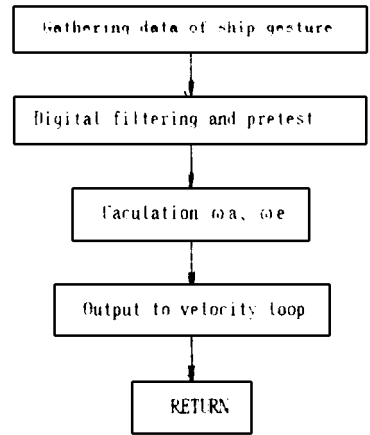 Gathering data of ship gesture
Digital filtering and pretest
Caculation ωa、ωe
Output to velocity loop
RETURN